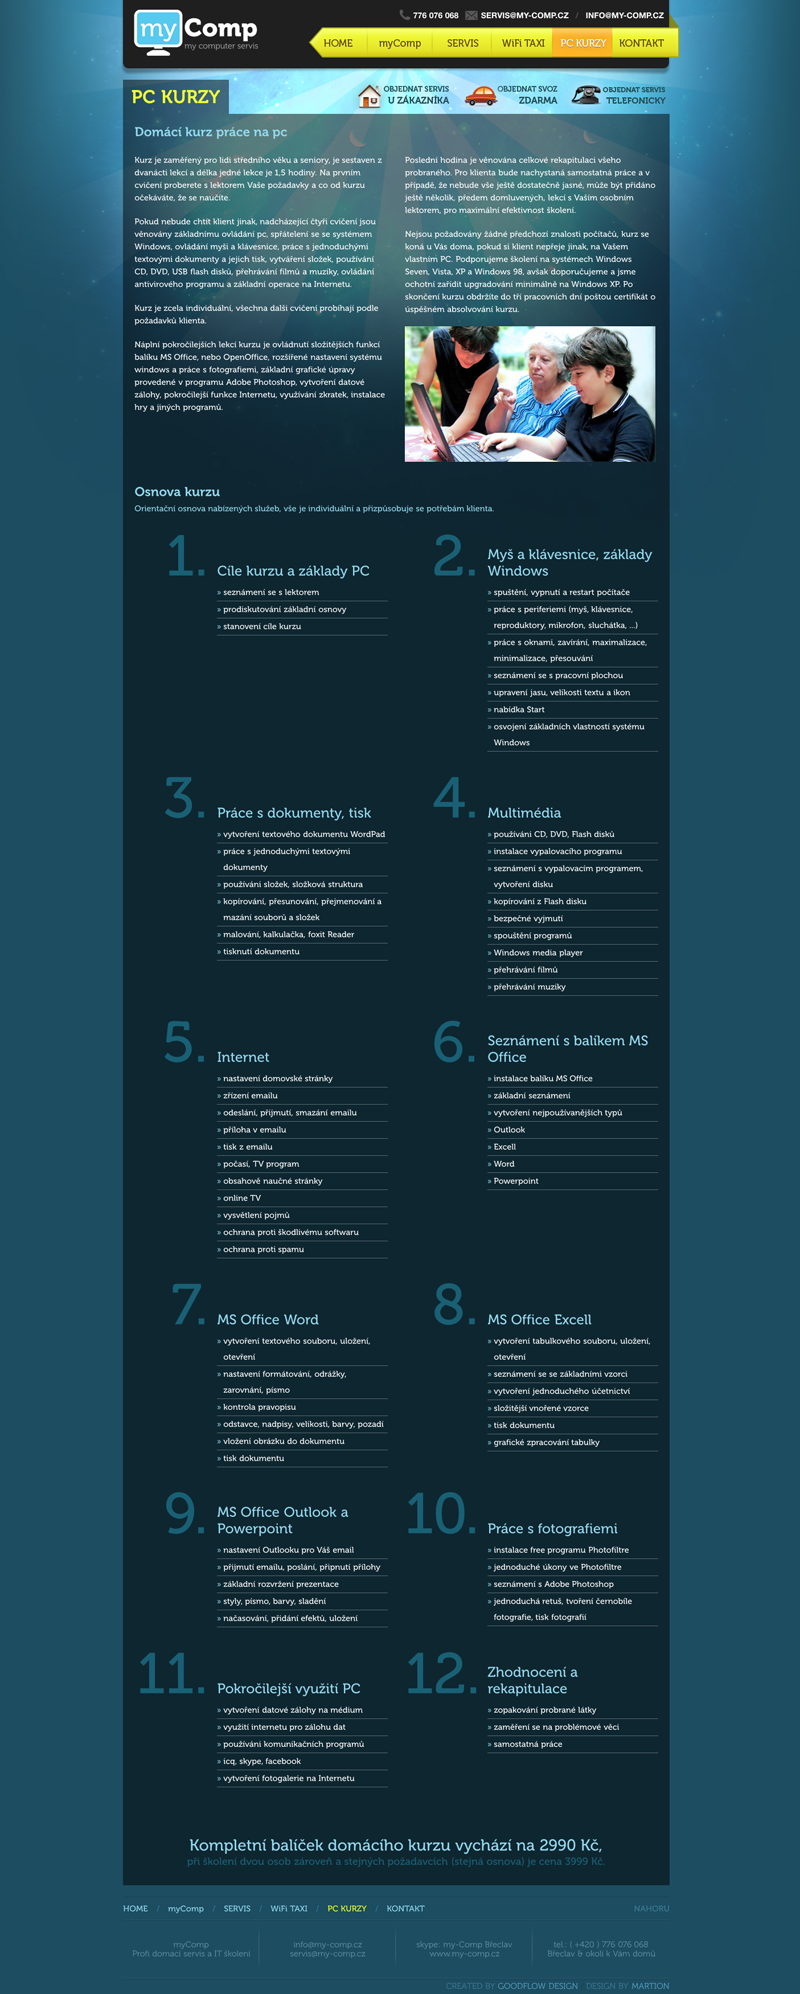 myComp
my computer servis
776 076 068 SERVIS@MY-COMP.CZ / INFO@MY-COMP.CZ
HOME myComp SERVIS WiFi TAXI PC KURZY KONTAKT
PC KURZY
OBJEDNAT SERVIS
U ZÁKAZNÍKA
OBJEDNAT SVOZ
ZDARMA
OBJEDNAT SERVIS
TELEFONICKY
Domácí kurz práce na pc
Kurz je zaměřený pro lidi středního věku a seniory, je sestaven z
dvanácti lekcí a délka jedné lekce je 1,5 hodiny. Na prvním
cvičení proberete s lektorem Vaše požadavky a co od kurzu
očekáváte, že se naučíte.
Pokud nebude chtít klient jinak, nadcházející čtyři cvičení jsou
věnovány základnímu ovládání pc, spřátelení se se systémem
Windows, ovládání myši a klávesnice, práce s jednoduchými
textovými dokumenty a jejich tisk, vytváření složek, používání
CD, DVD, USB flash disků, přehrávání filmů a muziky, ovládání
antivirového programu a základní operace na Internetu.
Kurz je zcela individuální, všechna další cvičení probíhají podle
požadavků klienta.
Náplní pokročilejších lekcí kurzu je ovládnutí složitějších funkcí
balíku MS Office, nebo OpenOffice, rozšířené nastavení systému
windows a práce s fotografiemi, základní grafické úpravy
provedené v programu Adobe Photoshop, vytvoření datové
zálohy, pokročilejší funkce Internetu, využívání zkratek, instalace
hry a jiných programů.
Poslední hodina je věnována celkové rekapitulaci všeho
probraného. Pro klienta bude nachystaná samostatná práce a v
případě, že nebude vše ještě dostatečně jasné, může být přidáno
ještě několik, předem domluvených, lekcí s Vaším osobním
lektorem, pro maximální efektivnost školení.
Nejsou požadovány žádné předchozí znalosti počítačů, kurz se
koná u Vás doma, pokud si klient nepřeje jinak, na Vašem
vlastním PC. Podporujeme školení na systémech Windows
Seven, Vista, XP a Windows 98, avšak doporučujeme a jsme
ochotní zařídit upgradování minimálně na Windows XP. Po
skončení kurzu obdržíte do tří pracovních dní poštou certifikát o
úspěšném absolvování kurzu.
Osnova kurzu
Orientační osnova nabízených služeb, vše je individuální a přizpůsobuje se potřebám klienta.
1. Cíle kurzu a základy PC
» seznámení se s lektorem
» prodiskutování základní osnovy
» stanovení cíle kurzu
2. Myš a klávesnice, základy
Windows
» spuštění, vypnutí a restart počítače
» práce s periferiemi (myš, klávesnice,
reproduktory, mikrofon, sluchátka, ...)
» práce s oknami, zavírání, maximalizace,
minimalizace, přesouvání
» seznámení se s pracovní plochou
» upravení jasu, velikosti textu a ikon
» nabídka Start
» osvojení základních vlastností systému
Windows
3. Práce s dokumenty, tisk
» vytvoření textového dokumentu WordPad
» práce s jednoduchými textovými
dokumenty
» používání složek, složková struktura
» kopírování, přesunování, přejmenování a
mazání souborů a složek
» malování, kalkulačka, foxit Reader
» tisknutí dokumentu
4. Multimédia
» používání CD, DVD, Flash disků
» instalace vypalovacího programu
» seznámení s vypalovacím programem,
vytvoření disku
» kopírování z Flash disku
» bezpečné vyjmutí
» spouštění programů
» Windows media player
» přehrávání filmů
» přehrávání muziky
5. Internet
» nastavení domovské stránky
» zřízení emailu
» odeslání, přijmutí, smazání emailu
» příloha v emailu
» tisk z emailu
» počasí, TV program
» obsahově naučné stránky
» online TV
» vysvětlení pojmů
» ochrana proti škodlivému softwaru
» ochrana proti spamu
6. Seznámení s balíkem MS
Office
» instalace balíku MS Office
» základní seznámení
» vytvoření nejpoužívanějších typů
» Outlook
» Excell
» Word
» Powerpoint
7. MS Office Word
» vytvoření textového souboru, uložení,
otevření
» nastavení formátování, odrážky,
zarovnání, písmo
» kontrola pravopisu
» odstavce, nadpisy, velikosti, barvy, pozadí
» vložení obrázku do dokumentu
» tisk dokumentu
8. MS Office Excell
» vytvoření tabulkového souboru, uložení,
otevření
» seznámení se se základními vzorci
» vytvoření jednoduchého účetnictví
» složitější vnořené vzorce
» tisk dokumentu
» grafické zpracování tabulky
9. MS Office Outlook a
Powerpoint
» nastavení Outlooku pro Váš email
» přijmutí emailu, poslání, připnutí přílohy
» základní rozvržení prezentace
» styly, písmo, barvy, sladění
» načasování, přidání efektů, uložení
10. Práce s fotografiemi
» instalace free programu Photofiltre
» jednoduché úkony ve Photofiltre
» seznámení s Adobe Photoshop
» jednoduchá retuš, tvoření černobíle
fotografie, tisk fotografií
11. Pokročilejší využití PC
» vytvoření datové zálohy na médium
» využití internetu pro zálohu dat
» používání komunikačních programů
» icq, skype, facebook
» vytvoření fotogalerie na Internetu
12. Zhodnocení a
rekapitulace
» zopakování probrané látky
» zaměření se na problémové věci
» samostatná práce
Kompletní balíček domácího kurzu vychází na 2990 Kč,
při školení dvou osob zároveň a stejných požadavcích (stejná osnova) je cena 3999 Kč.
HOME / myComp / SERVIS / WiFi TAXI / PC KURZY / KONTAKT NAHORU
myComp
Profi domací servis a IT školení
info@my-comp.cz
servis@my-comp.cz
skype: my-Comp Břeclav
www.my-comp.cz
tel.: ( +420 ) 776 076 068
Břeclav & okolí k Vám domů
CREATED BY GOODFLOW DESIGN DESIGN BY MARTION